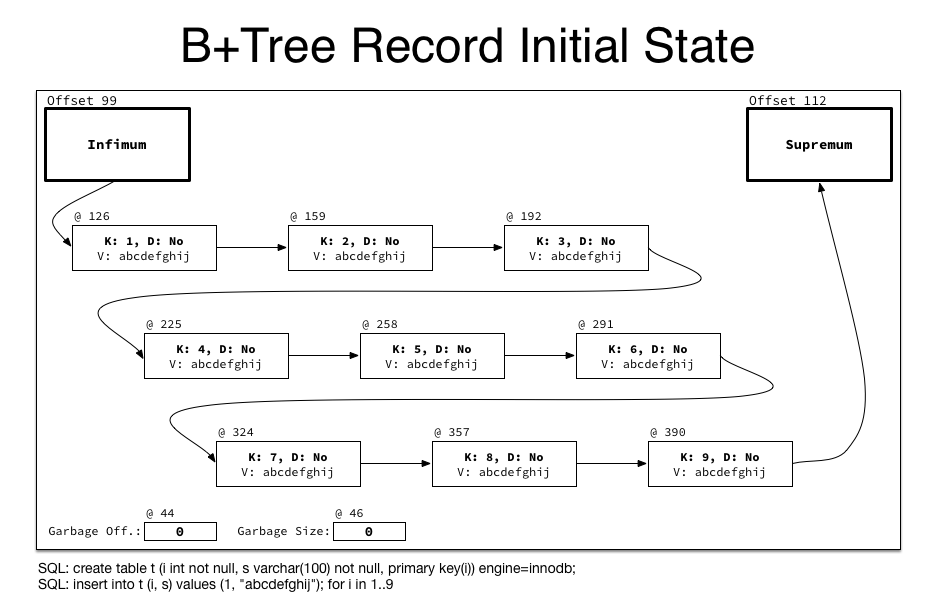 B+Tree Record Initial State
Offset 99
Offset 112
Infimum
Supremum
@ 126
@ 159
@ 192
K: 1, D: No
V: abcdefghij
K: 2, D: No
V: abcdefghij
K: 3, D: No
V: abcdefghij
@ 225
@ 258
@ 291
K: 4, D: No
V: abcdefghij
K: 5, D: No
V: abcdefghij
K: 6, D: No
V: abcdefghij
@ 324
@ 357
@ 390
K: 7, D: No
V: abcdefghij
K: 8, D: No
V: abcdefghij
K: 9, D: No
V: abcdefghij
@ 44
@ 46
Garbage Off.: 0
Garbage Size: 0
SQL: create table t (i int not null, s varchar(100) not null, primary key(i)) engine=innodb;
SQL: insert into t (i, s) values (1, "abcdefghij"); for i in 1..9